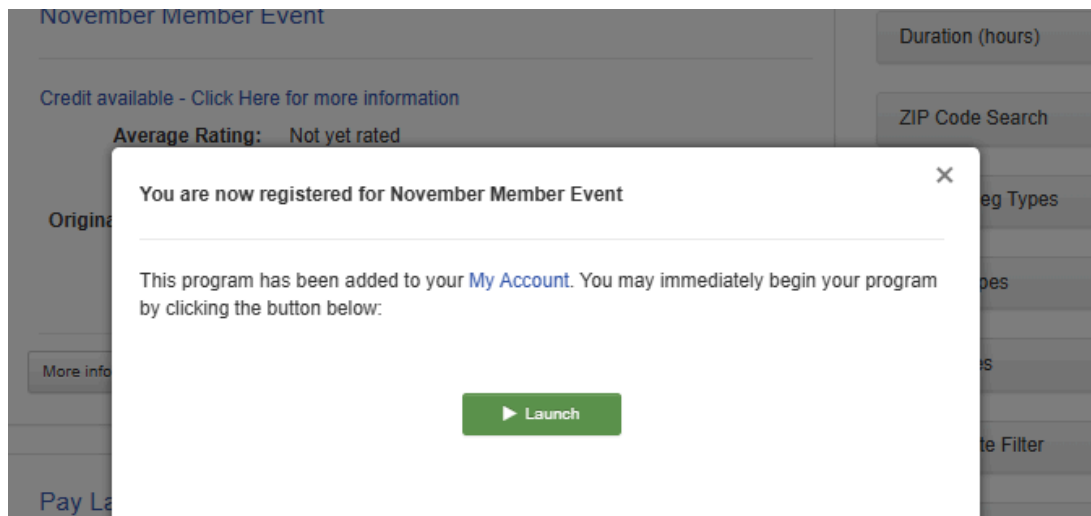 November Member Event
Duration (hours)
Credit available - Click Here for more information
ZIP Code Search
Average Rating: Not yet rated
You are now registered for November Member Event
×
eg Types
Origina
This program has been added to your My Account. You may immediately begin your program
by clicking the button below:
pes
More info
es
Launch
te Filter
Pay La